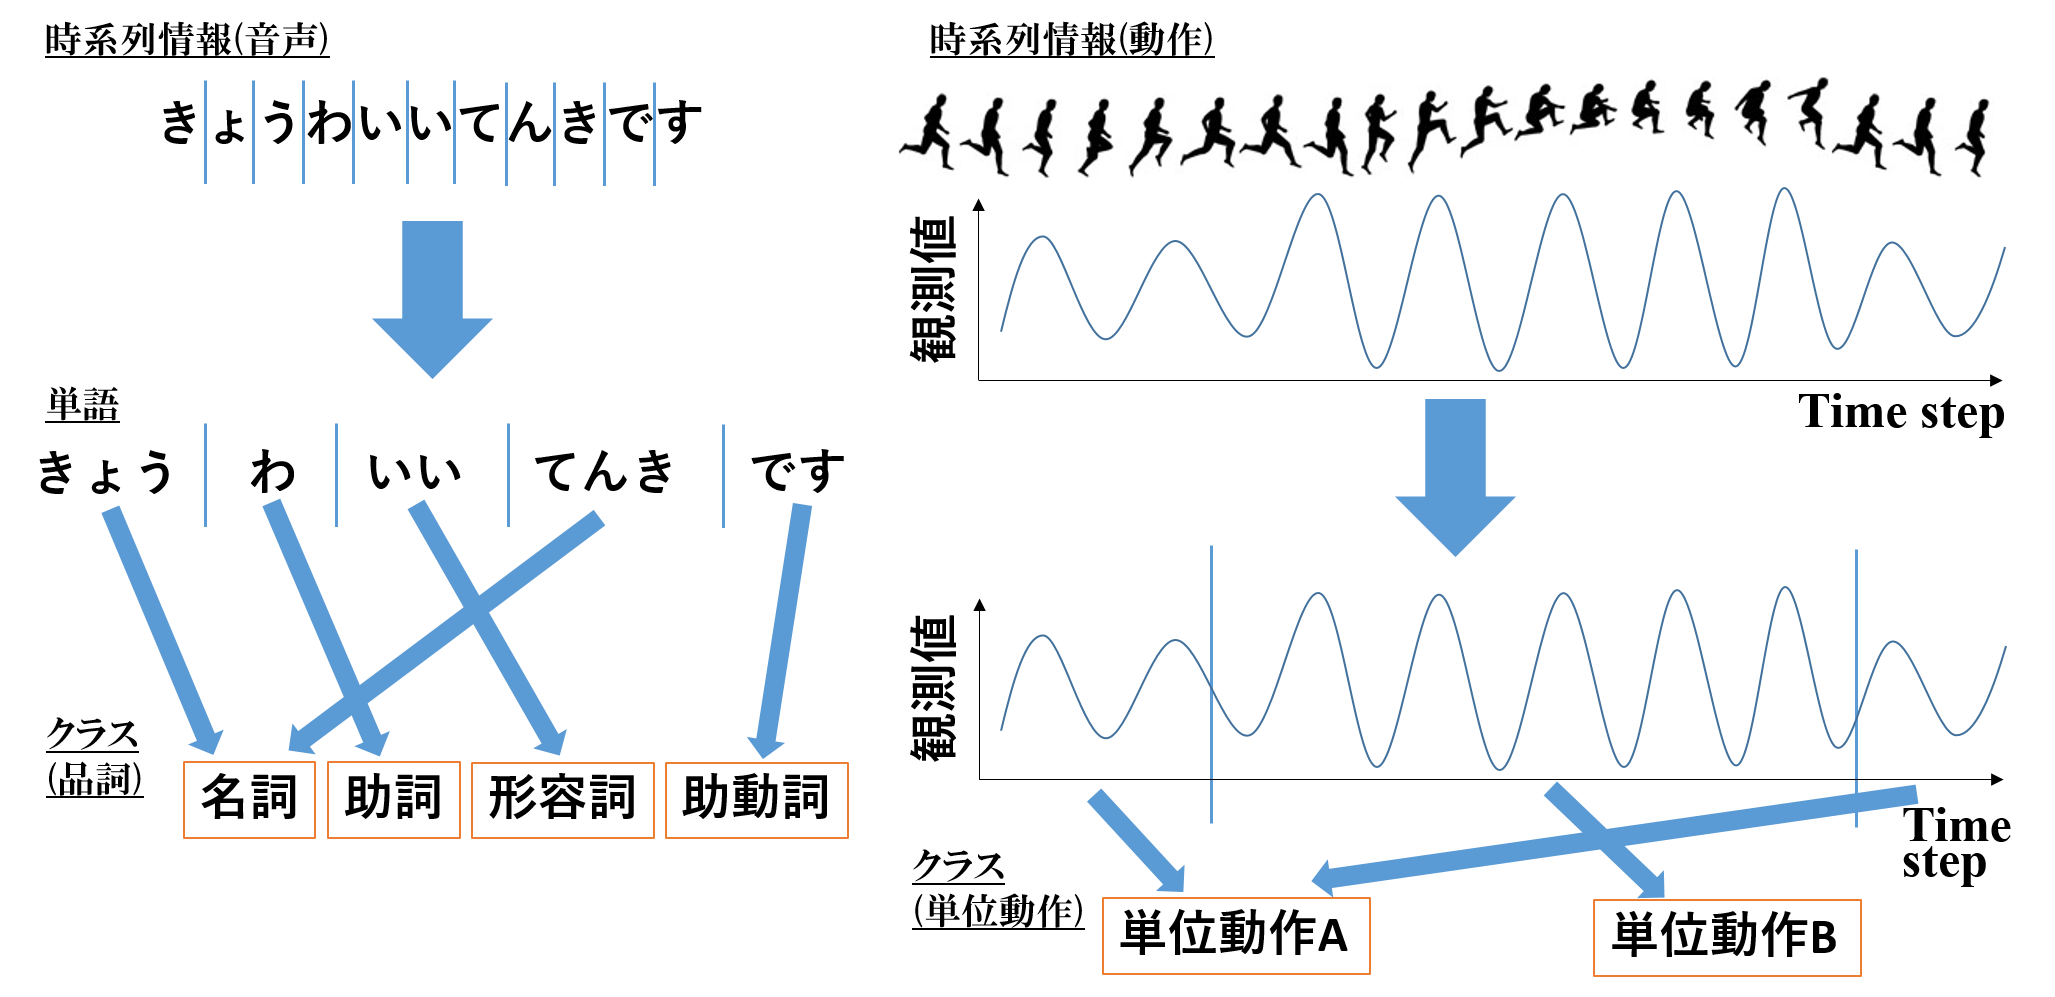 時系列情報(音声)
きょうわいいてんきです
単語
きょう わ いい てんき です
クラス
(品詞)
名詞 助詞 形容詞 助動詞
時系列情報(動作)
観測値
Time step
観測値
Time
step
クラス
(単位動作)
単位動作A 単位動作B